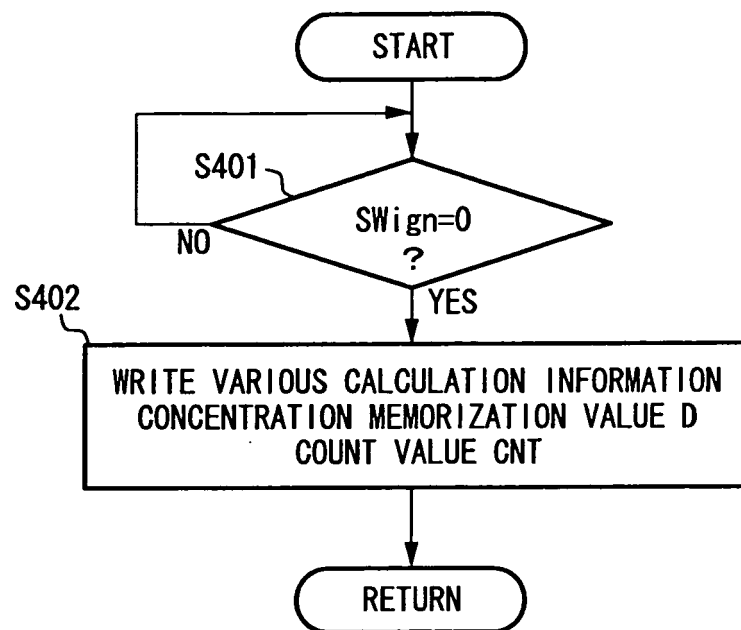 START
S401
SWign=0
?
NO
YES
S402
WRITE VARIOUS CALCULATION INFORMATION
CONCENTRATION MEMORIZATION VALUE D
COUNT VALUE CNT
RETURN